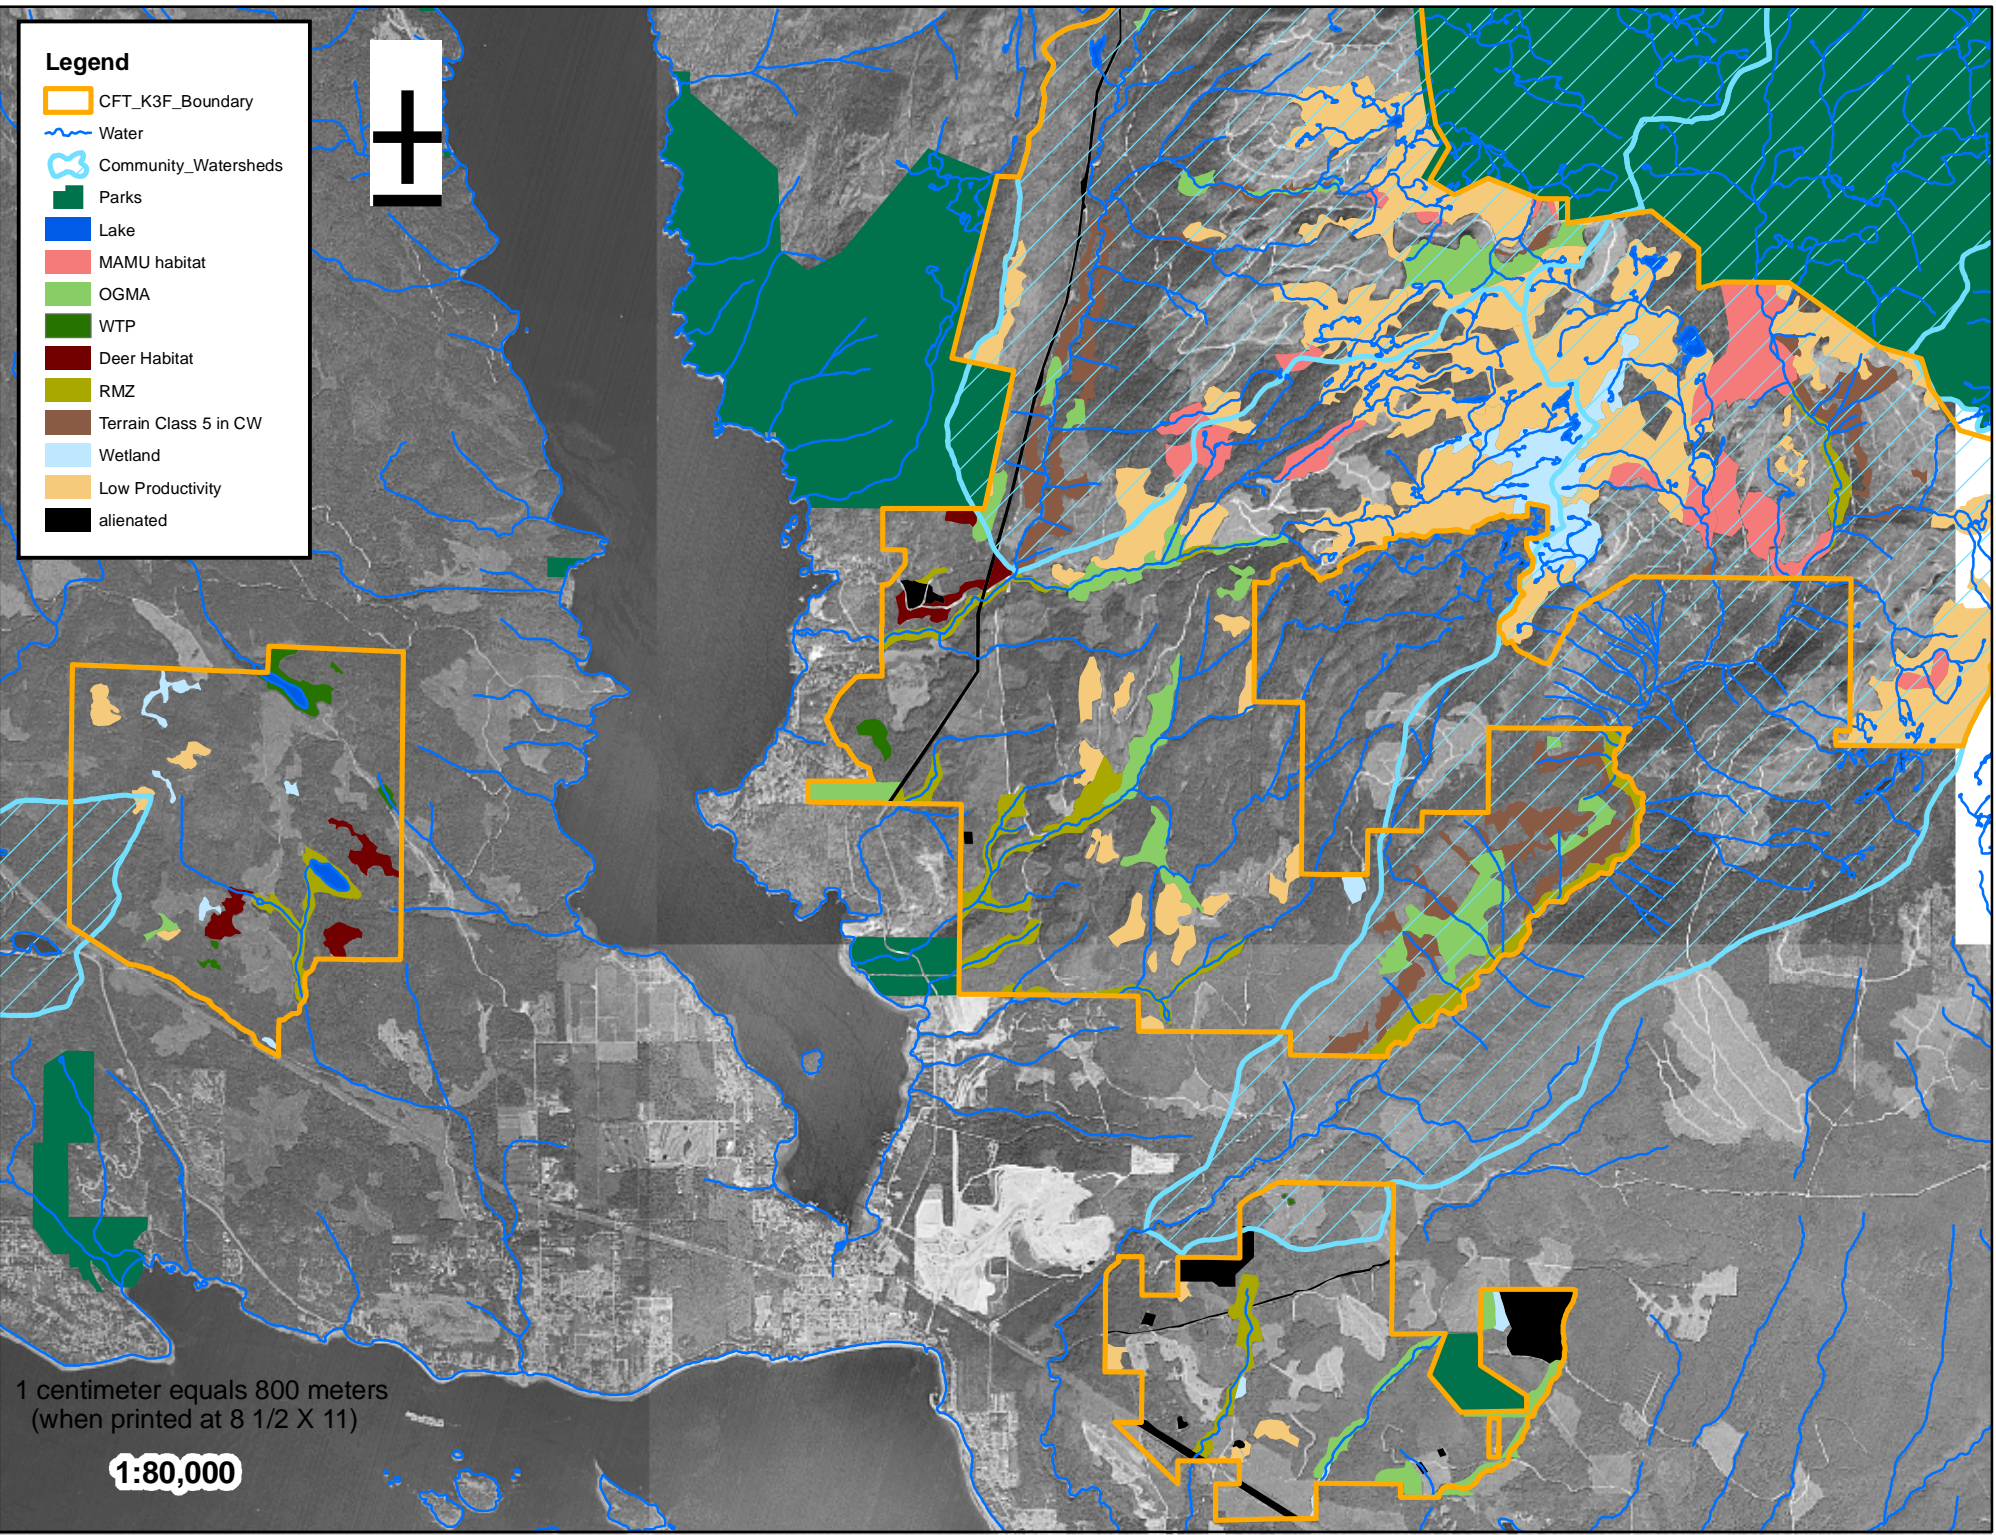 Legend
CFT_K3F_Boundary
Water
Community_Watersheds
Parks
Lake
MAMU habitat
OGMA
WTP
Deer Habitat
RMZ
Terrain Class 5 in CW
Wetland
Low Productivity
alienated
1 centimeter equals 800 meters
(when printed at 8 1/2 X 11)
1:80,000